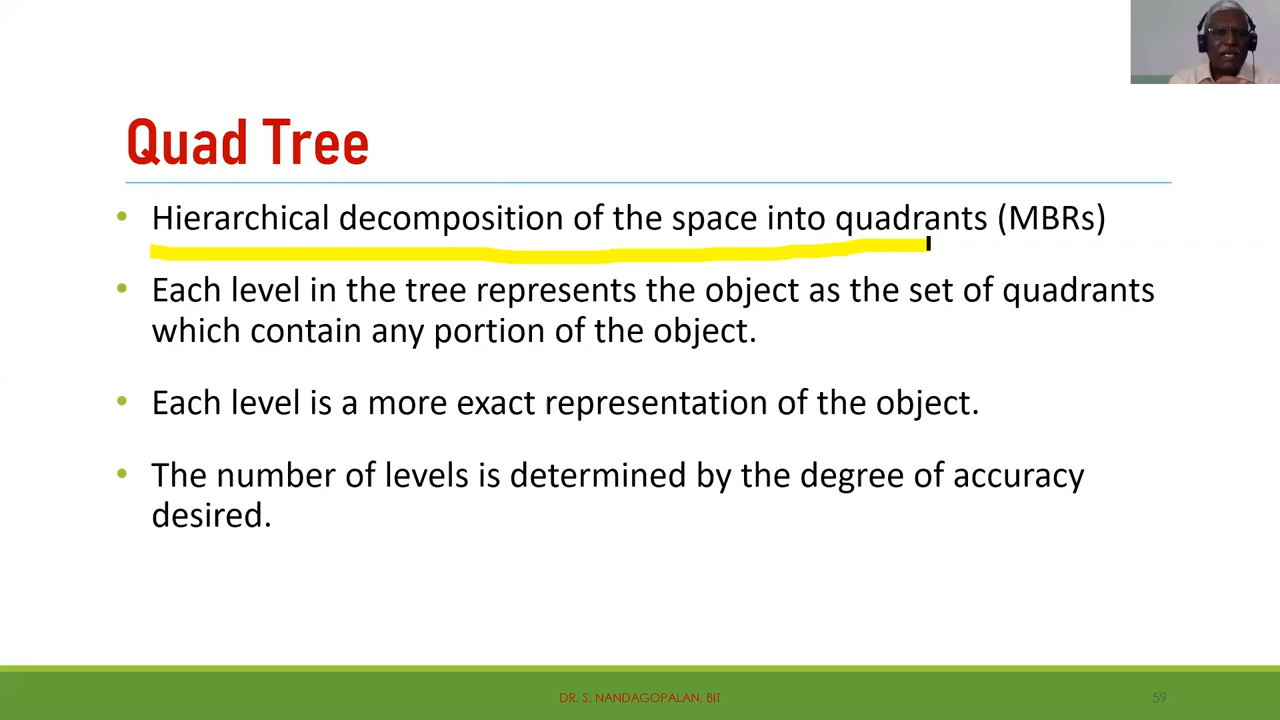 Quad Tree
• Hierarchical decomposition of the space into quadrants (MBRs)
• Each level in the tree represents the object as the set of quadrants
which contain any portion of the object.
• Each level is a more exact representation of the object.
• The number of levels is determined by the degree of accuracy
desired.
DR. S. NANDAGOPALAN, BIT
59